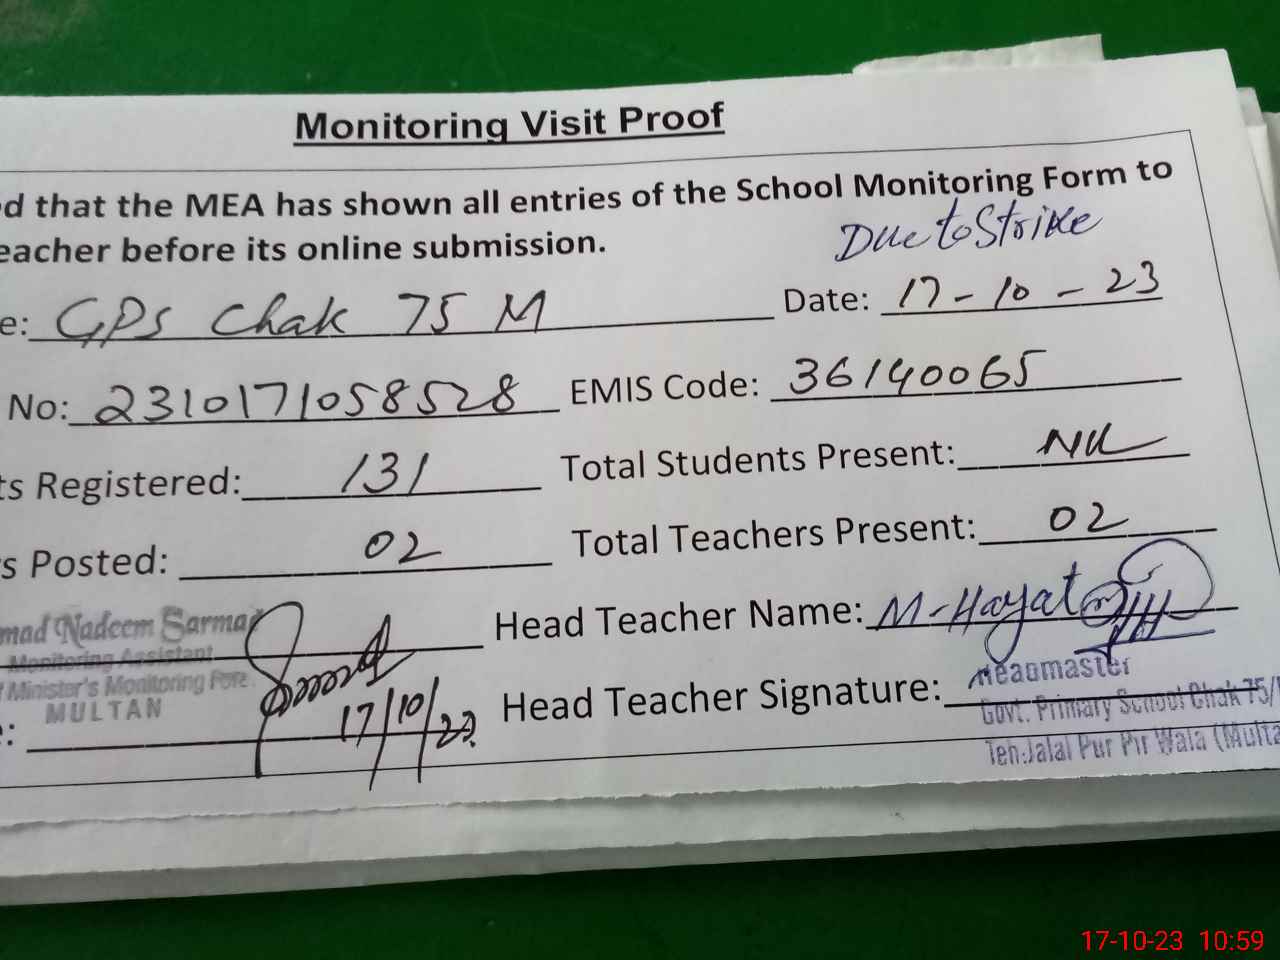 Monitoring Visit Proof
d that the MEA has shown all entries of the School Monitoring Form to
eacher before its online submission.
Due to Strike
e: GPS Chak 75 M Date: 17-10-23
No: 2310171058528 EMIS Code: 36140065
ts Registered: 131 Total Students Present: Nil
s Posted: 02 Total Teachers Present: 02
mad Nadeem Sarmad
Monitoring Assistant
Minister's Monitoring Force
MULTAN
Head Teacher Name: M-Hayat
17/10/23
Head Teacher Signature:
Headmaster
Govt. Primary School Chak 75/
Teh:Jalal Pur Pir Wala (Multa
17-10-23 10:59